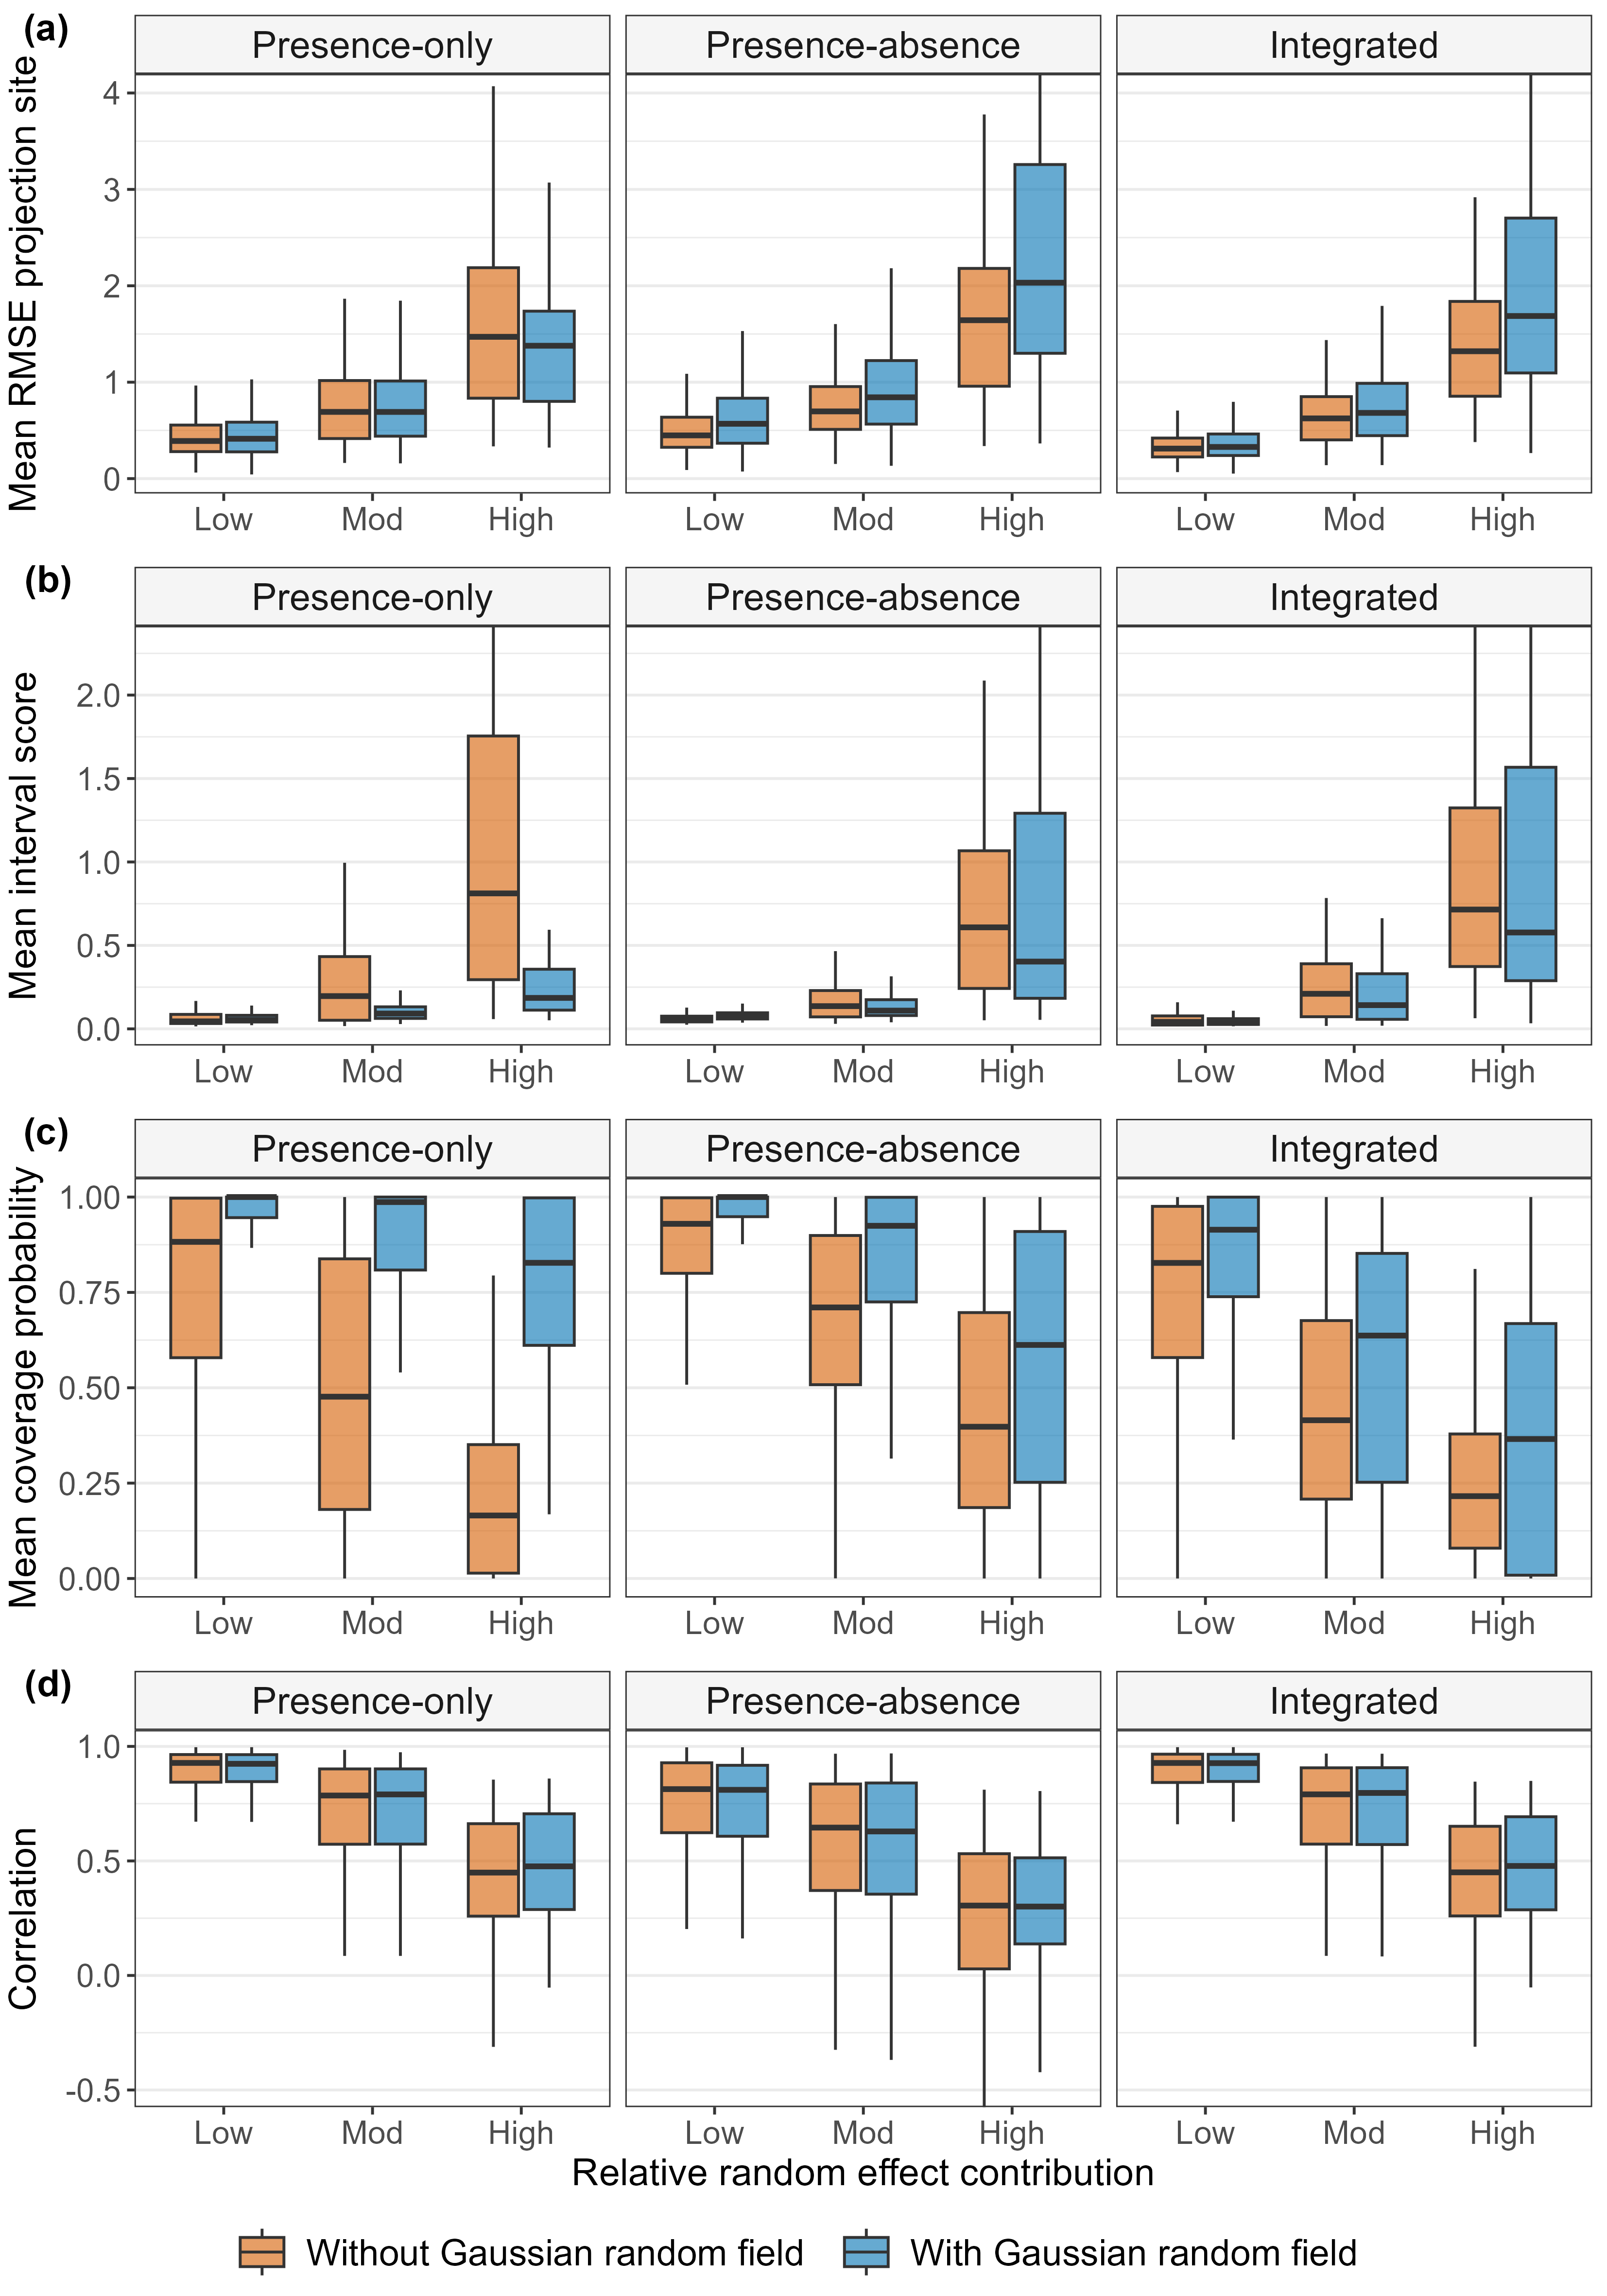 (a)
Presence-only Presence-absence Integrated
Mean RMSE projection site
4
3
2
1
0
Low Mod High Low Mod High Low Mod High
(b)
Presence-only Presence-absence Integrated
Mean interval score
2.0
1.5
1.0
0.5
0.0
Low Mod High Low Mod High Low Mod High
(c)
Presence-only Presence-absence Integrated
Mean coverage probability
1.00
0.75
0.50
0.25
0.00
Low Mod High Low Mod High Low Mod High
(d)
Presence-only Presence-absence Integrated
Correlation
1.0
0.5
0.0
-0.5
Low Mod High Low Mod High Low Mod High
Relative random effect contribution
Without Gaussian random field With Gaussian random field